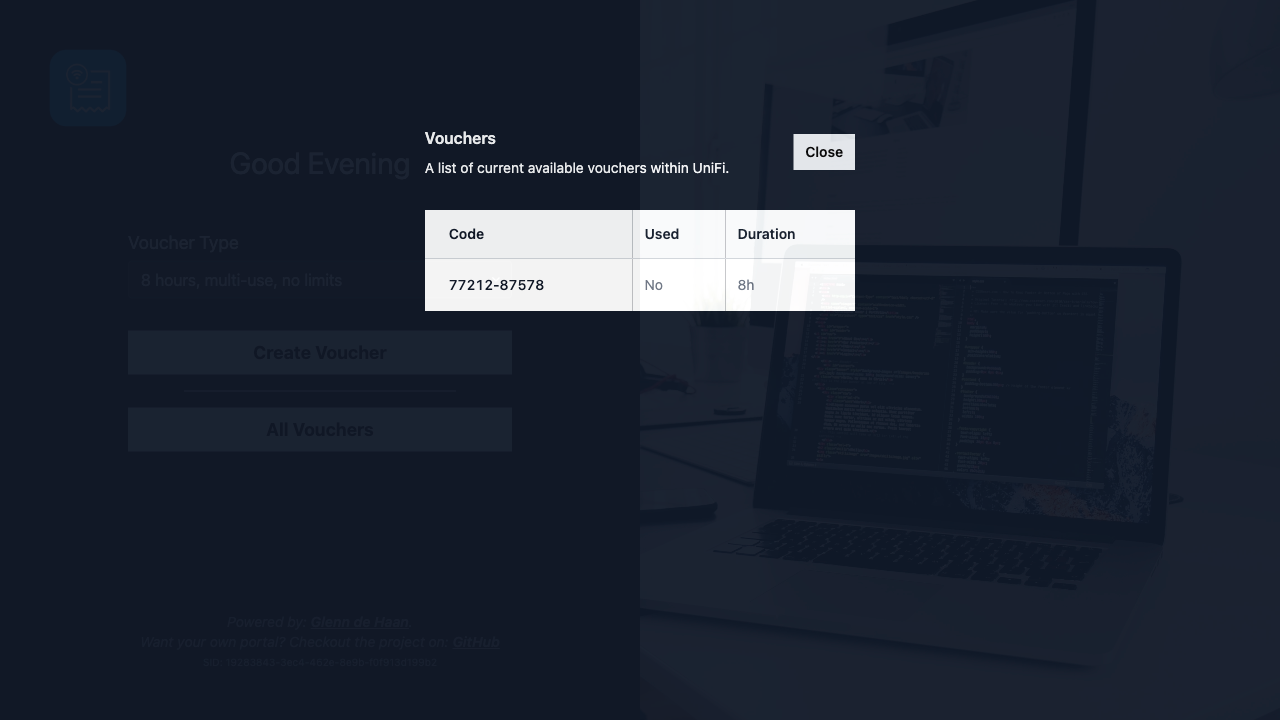 Good Evening
Vouchers
Close
A list of current available vouchers within UniFi.
Code Used Duration
77212-87578 No 8h
Voucher Type
8 hours, multi-use, no limits
Create Voucher
All Vouchers
Powered by: Glenn de Haan
Want your own portal? Checkout the project on: GitHub.